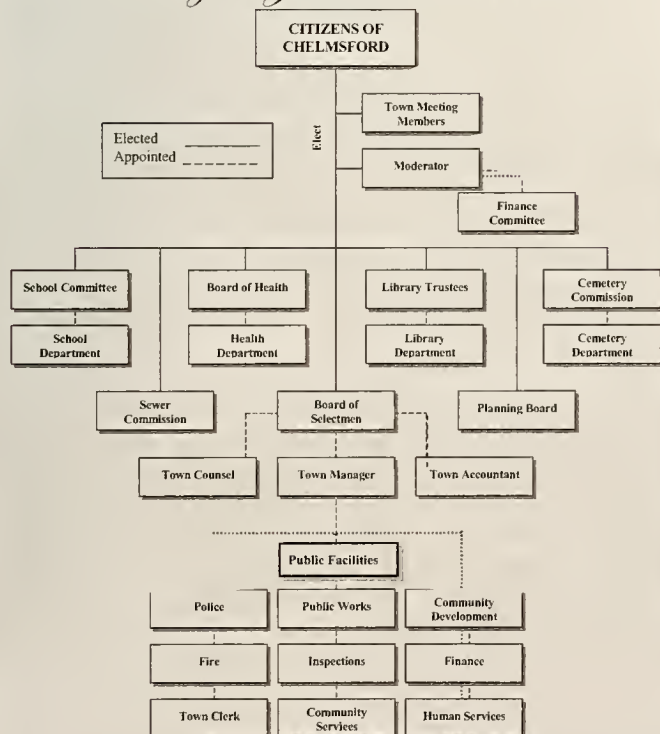 CITIZENS OF
CHELMSFORD
Elect
Town Meeting
Members
Elected
Appointed
Moderator
Finance
Committee
School Committee
Board of Health
Library Trustees
Cemetery
Commission
School
Department
Health
Department
Library
Department
Cemetery
Department
Sewer
Commission
Board of
Selectmen
Planning Board
Town Counsel
Town Manager
Town Accountant
Public Facilities
Police
Public Works
Community
Development
Fire
Inspections
Finance
Town Clerk
Community
Services
Human Services